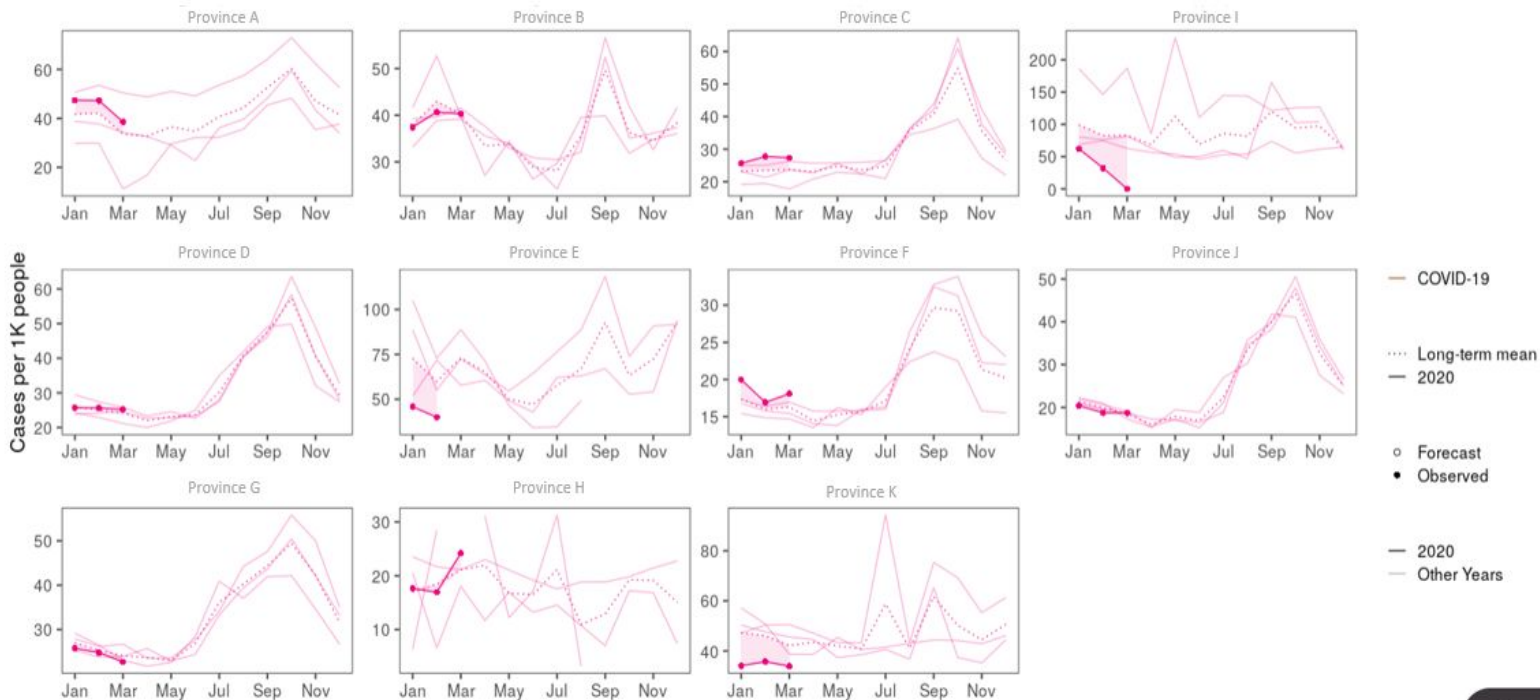 Province A
Province B
Province C
Province I
60
40
20
50
40
30
60
50
40
30
20
200
150
100
50
0
Jan Mar May Jul Sep Nov
Jan Mar May Jul Sep Nov
Jan Mar May Jul Sep Nov
Jan Mar May Jul Sep Nov
Cases per 1K people
Province D
Province E
Province F
Province J
60
50
40
30
20
100
75
50
30
25
20
15
50
40
30
20
Jan Mar May Jul Sep Nov
Jan Mar May Jul Sep Nov
Jan Mar May Jul Sep Nov
Jan Mar May Jul Sep Nov
Province G
Province H
Province K
50
40
30
30
20
10
80
60
40
Jan Mar May Jul Sep Nov
Jan Mar May Jul Sep Nov
Jan Mar May Jul Sep Nov
COVID-19
Long-term mean
2020
Forecast
Observed
2020
Other Years